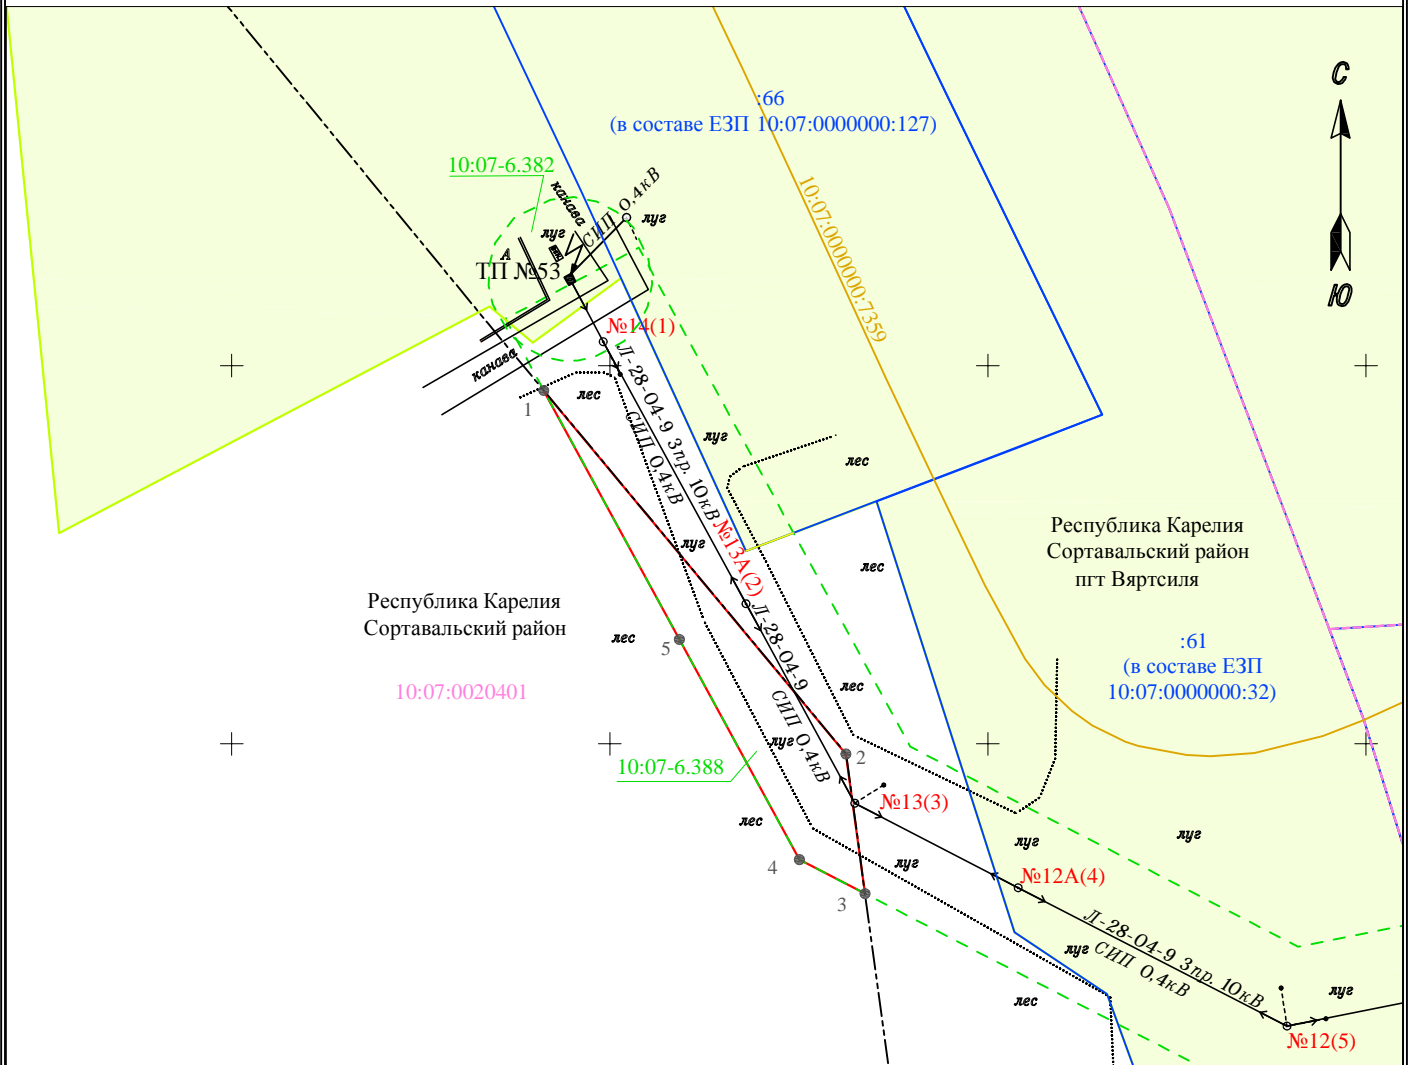 С
:66
(в составе ЕЗП 10:07:0000000:127)
10:07-6.382
канава
СИП 0,4кВ
луг
луг
А
ТП №53
10:07:0000000:7359
Ю
№14(1)
канава
Л-28-04-9 3пр. 10кВ
СИП 0,4кВ
лес
1
луг
лес
№13А(2)
луг
лес
Республика Карелия
Сортавальский район
пгт Вяртсиля
Республика Карелия
Сортавальский район
лес
5
Л-28-04-9
СИП 0,4кВ
:61
(в составе ЕЗП
10:07:0000000:32)
10:07:0020401
лес
луг
2
10:07-6.388
№13(3)
лес
луг
луг
4
луг
№12А(4)
3
Л-28-04-9 3пр. 10кВ
СИП 0,4кВ
луг
лес
луг
№12(5)